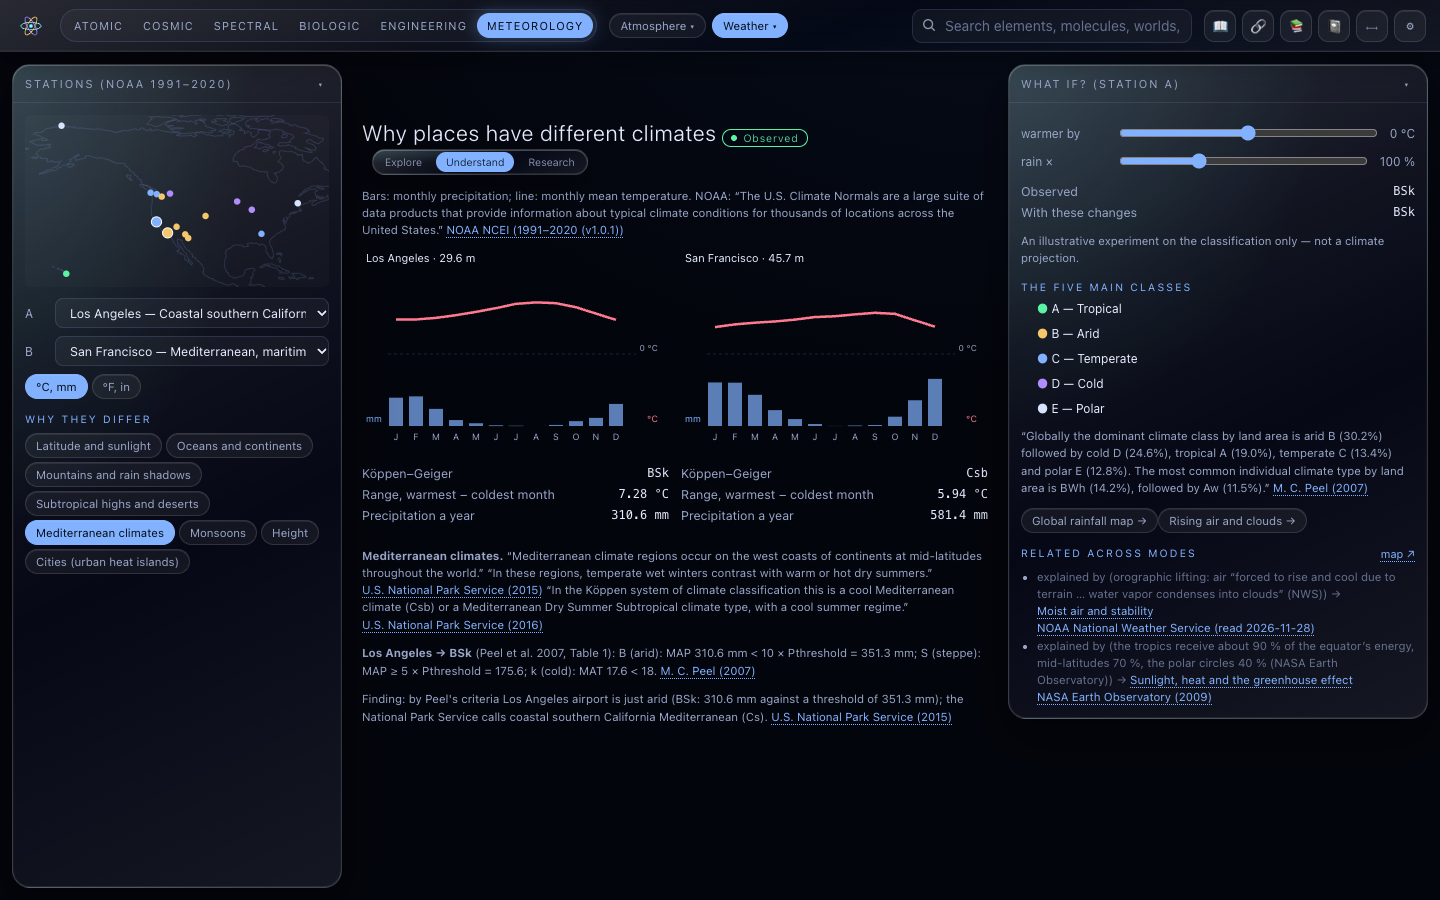 ATOMIC COSMIC SPECTRAL BIOLOGIC ENGINEERING METEOROLOGY Atmosphere ▾ Weather ▾ Search elements, molecules, worlds,
STATIONS (NOAA 1991–2020)
A Los Angeles — Coastal southern Californ
B San Francisco — Mediterranean, maritim
°C, mm °F, in
WHY THEY DIFFER
Latitude and sunlight Oceans and continents
Mountains and rain shadows
Subtropical highs and deserts
Mediterranean climates Monsoons Height
Cities (urban heat islands)
Why places have different climates Observed
Explore Understand Research
Bars: monthly precipitation; line: monthly mean temperature. NOAA: “The U.S. Climate Normals are a large suite of
data products that provide information about typical climate conditions for thousands of locations across the
United States.” NOAA NCEI (1991–2020 (v1.0.1))
Los Angeles · 29.6 m San Francisco · 45.7 m
0 °C 0 °C
mm °C mm °C
J F M A M J J A S O N D J F M A M J J A S O N D
Köppen–Geiger BSk Köppen–Geiger Csb
Range, warmest – coldest month 7.28 °C Range, warmest – coldest month 5.94 °C
Precipitation a year 310.6 mm Precipitation a year 581.4 mm
Mediterranean climates. “Mediterranean climate regions occur on the west coasts of continents at mid-latitudes
throughout the world.” “In these regions, temperate wet winters contrast with warm or hot dry summers.”
U.S. National Park Service (2015) “In the Köppen system of climate classification this is a cool Mediterranean
climate (Csb) or a Mediterranean Dry Summer Subtropical climate type, with a cool summer regime.”
U.S. National Park Service (2016)
Los Angeles → BSk (Peel et al. 2007, Table 1): B (arid): MAP 310.6 mm < 10 × Pthreshold = 351.3 mm; S (steppe):
MAP ≥ 5 × Pthreshold = 175.6; k (cold): MAT 17.6 < 18. M. C. Peel (2007)
Finding: by Peel's criteria Los Angeles airport is just arid (BSk: 310.6 mm against a threshold of 351.3 mm); the
National Park Service calls coastal southern California Mediterranean (Cs). U.S. National Park Service (2015)
WHAT IF? (STATION A)
warmer by 0 °C
rain × 100 %
Observed BSk
With these changes BSk
An illustrative experiment on the classification only — not a climate
projection.
THE FIVE MAIN CLASSES
A — Tropical
B — Arid
C — Temperate
D — Cold
E — Polar
“Globally the dominant climate class by land area is arid B (30.2%)
followed by cold D (24.6%), tropical A (19.0%), temperate C (13.4%)
and polar E (12.8%). The most common individual climate type by land
area is BWh (14.2%), followed by Aw (11.5%).” M. C. Peel (2007)
Global rainfall map → Rising air and clouds →
RELATED ACROSS MODES map ↗
• explained by (orographic lifting: air “forced to rise and cool due to
terrain … water vapor condenses into clouds” (NWS)) →
Moist air and stability
NOAA National Weather Service (read 2026-11-28)
• explained by (the tropics receive about 90 % of the equator's energy,
mid-latitudes 70 %, the polar circles 40 % (NASA Earth
Observatory)) → Sunlight, heat and the greenhouse effect
NASA Earth Observatory (2009)